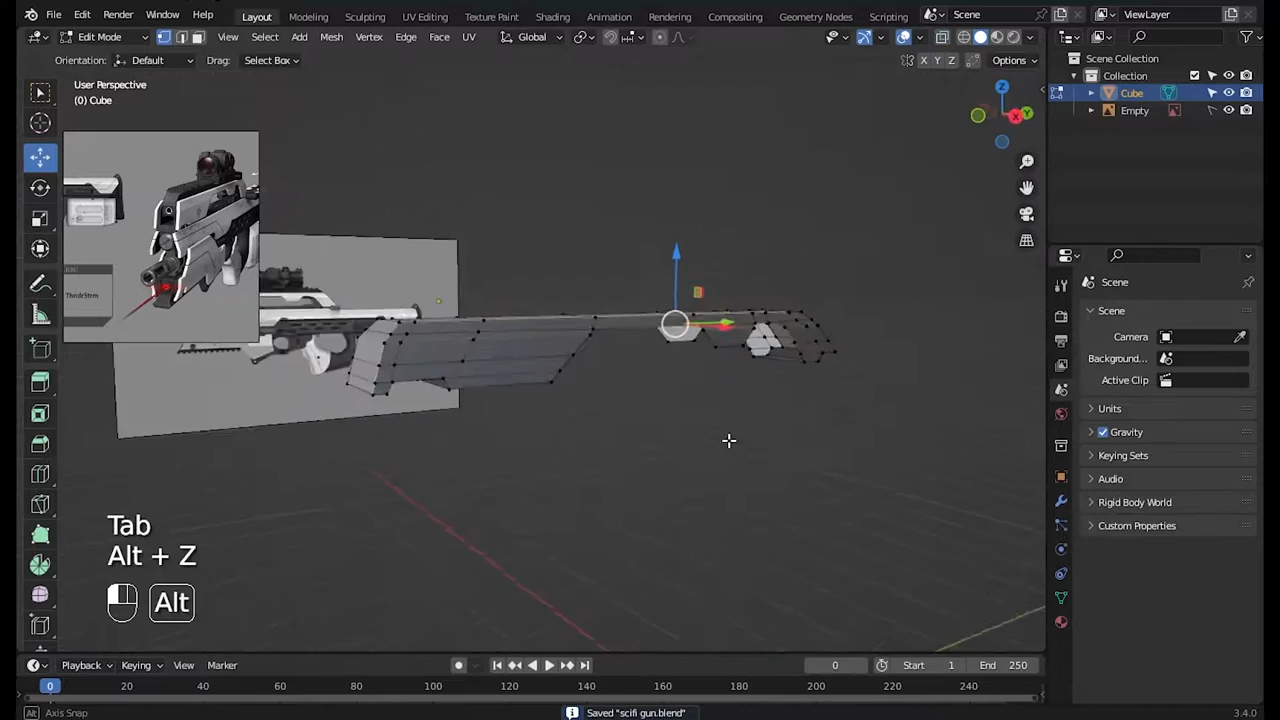 File Edit Render Window Help Layout Modeling Sculpting UV Editing Texture Paint Shading Animation Rendering Compositing Geometry Nodes Scripting Scene ViewLayer
Edit Mode View Select Add Mesh Vertex Edge Face UV Global
Orientation: Default Drag: Select Box X Y Z Options
User Perspective
(0) Cube
Z
X
Y
ThndrStrm
Scene Collection
Collection
Cube
Empty
Scene
Scene
Camera
Background...
Active Clip
Units
Gravity
Keying Sets
Audio
Rigid Body World
Custom Properties
Tab
Alt + Z
Alt
Playback Keying View Marker 0 Start 1 End 250
0 20 40 60 80 100 120 140 160 180 200 220 240
Alt Axis Snap Saved "scifi gun.blend" 3.4.0